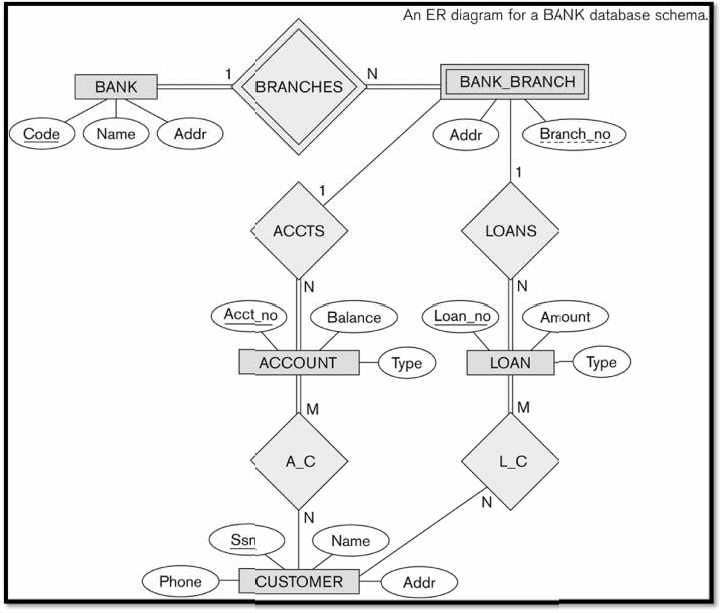 An ER diagram for a BANK database schema.
1
N
BANK
BRANCHES
BANK_BRANCH
Code
Name
Addr
Addr
Branch_no
1
1
ACCTS
LOANS
N
N
Acct_no
Balance
Loan_no
Amount
ACCOUNT
Type
LOAN
Type
M
M
A_C
L_C
N
N
Ssn
Name
Phone
CUSTOMER
Addr